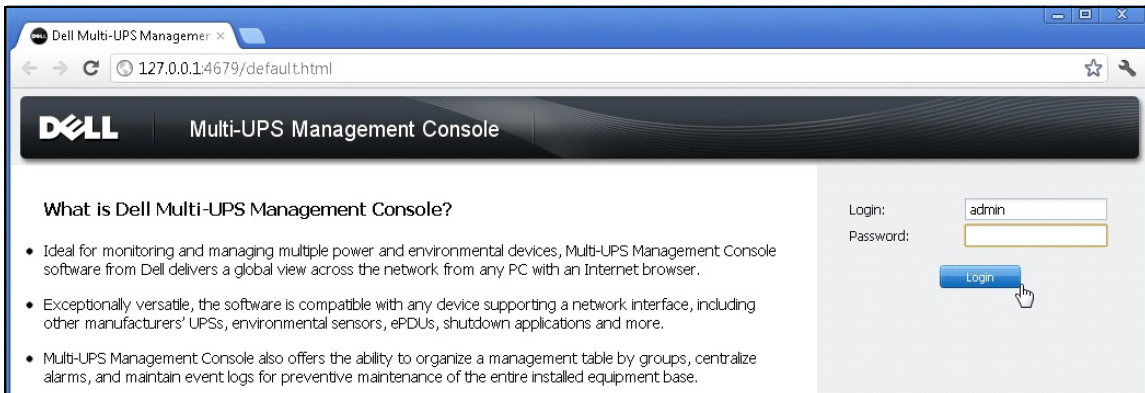 Dell Multi-UPS Managemer
127.0.0.1:4679/default.html
DELL
Multi-UPS Management Console
What is Dell Multi-UPS Management Console?
• Ideal for monitoring and managing multiple power and environmental devices, Multi-UPS Management Console
software from Dell delivers a global view across the network from any PC with an Internet browser.
• Exceptionally versatile, the software is compatible with any device supporting a network interface, including
other manufacturers' UPSs, environmental sensors, ePDUs, shutdown applications and more.
• Multi-UPS Management Console also offers the ability to organize a management table by groups, centralize
alarms, and maintain event logs for preventive maintenance of the entire installed equipment base.
Login: admin
Password:
Login